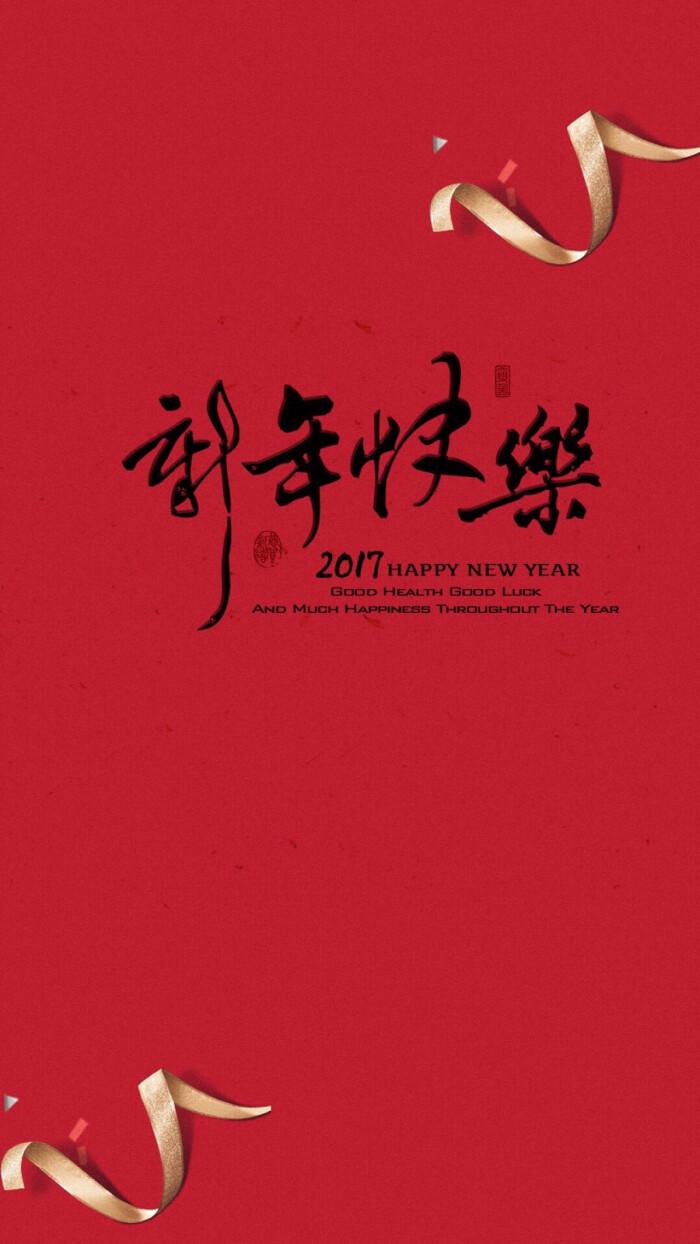 新年快樂
2017 HAPPY NEW YEAR
GOOD HEALTH GOOD LUCK
AND MUCH HAPPINESS THROUGHOUT THE YEAR